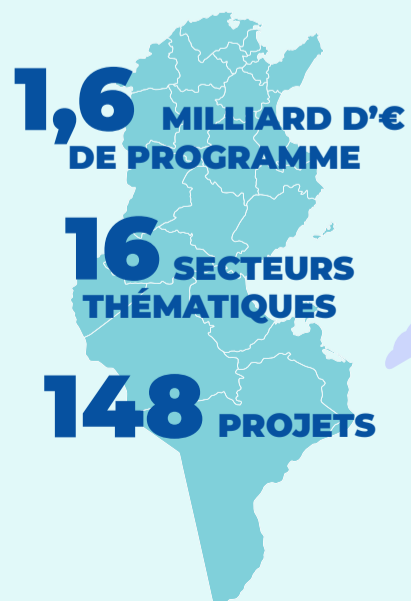 1,6 MILLIARD D'€
DE PROGRAMME
16 SECTEURS
THÉMATIQUES
148 PROJETS